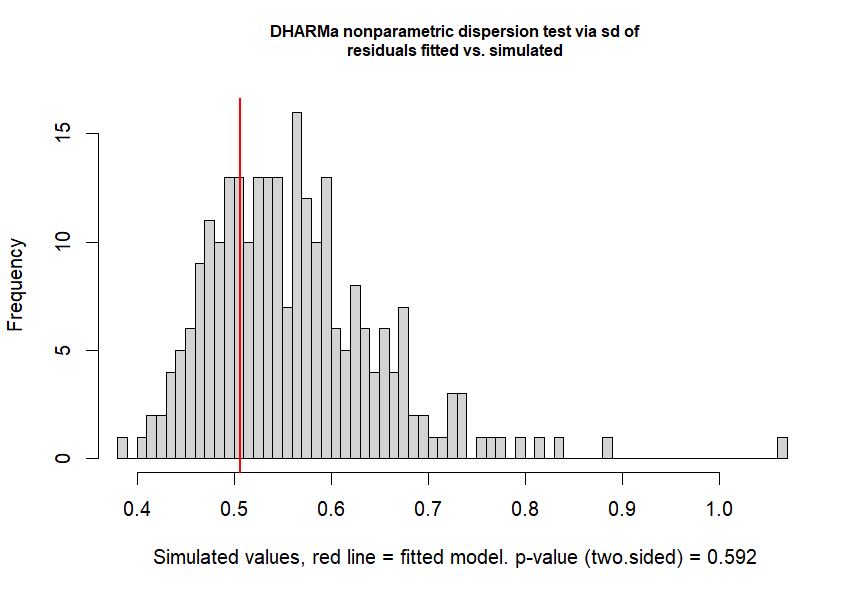 DHARMa nonparametric dispersion test via sd of
residuals fitted vs. simulated
Frequency
15
10
5
0
0.4 0.5 0.6 0.7 0.8 0.9 1.0
Simulated values, red line = fitted model. p-value (two.sided) = 0.592